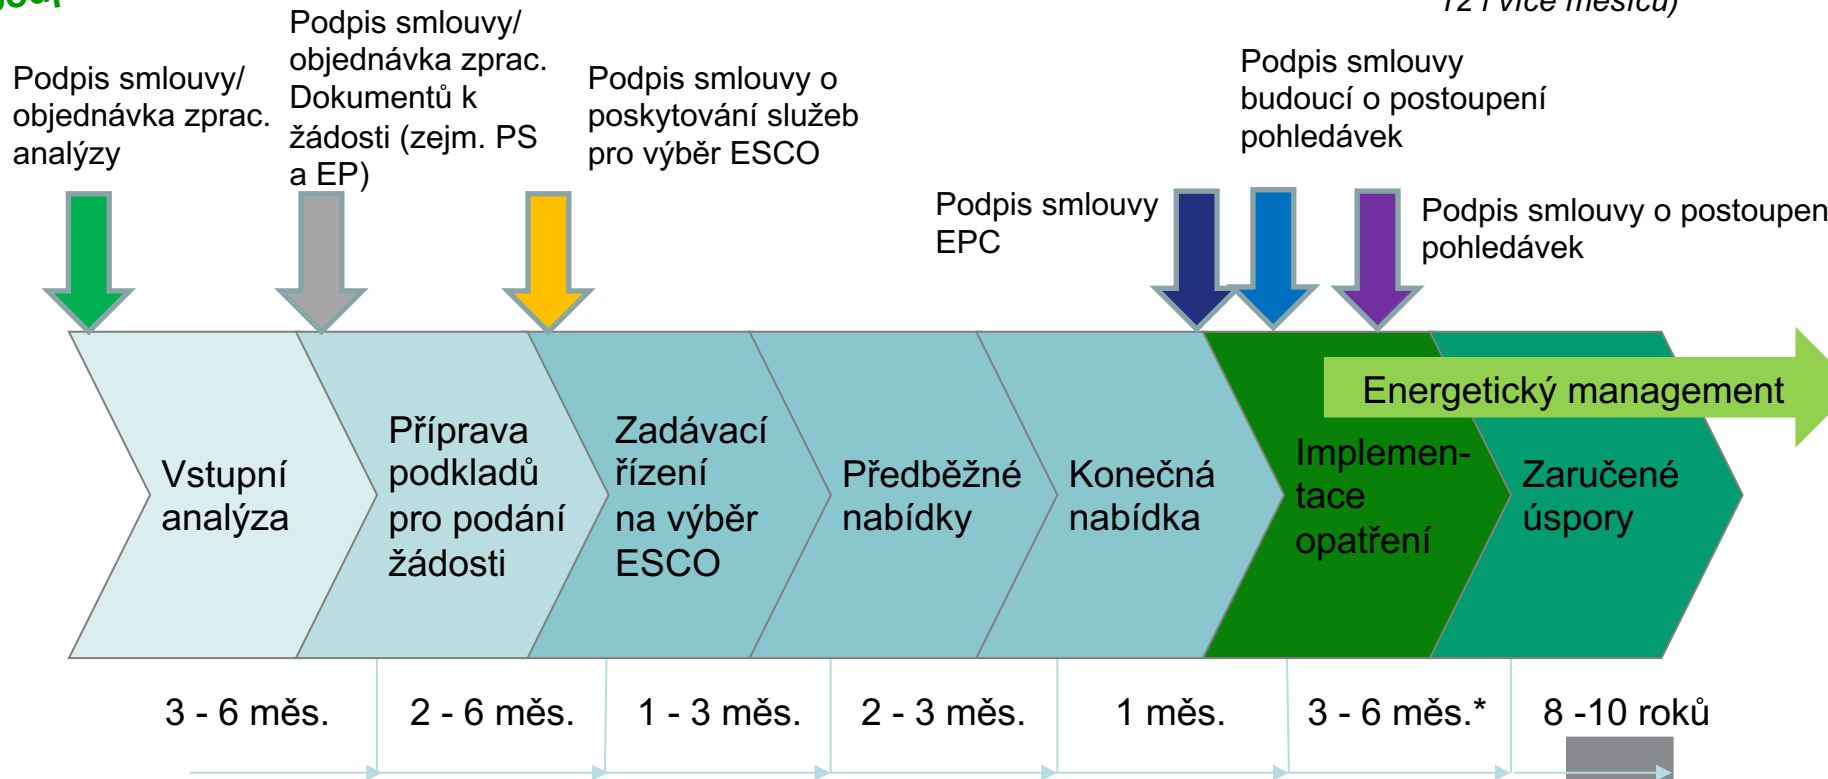 12 i více měsíců)
Podpis smlouvy/
objednávka zprac.
analýzy
Podpis smlouvy/
objednávka zprac.
Dokumentů k
žádosti (zejm. PS
a EP)
Podpis smlouvy o
poskytování služeb
pro výběr ESCO
Podpis smlouvy
EPC
Podpis smlouvy
budoucí o postoupení
pohledávek
Podpis smlouvy o postoupen
pohledávek
Energetický management
Vstupní
analýza
Příprava
podkladů
pro podání
žádosti
Zadávací
řízení
na výběr
ESCO
Předběžné
nabídky
Konečná
nabídka
Implemen-
tace
opatření
Zaručené
úspory
3 - 6 měs.
2 - 6 měs.
1 - 3 měs.
2 - 3 měs.
1 měs.
3 - 6 měs.*
8 -10 roků